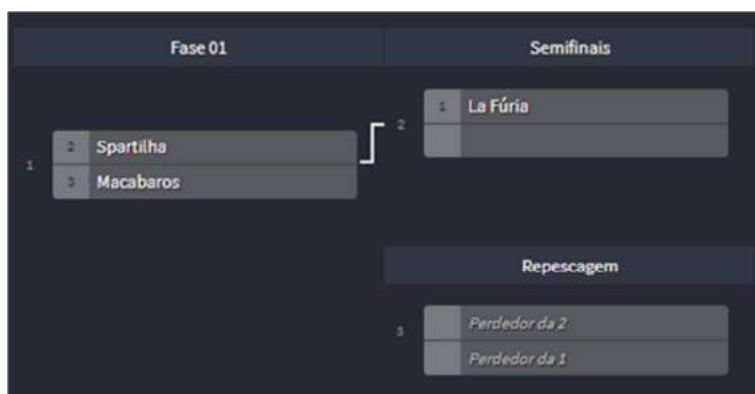 Fase 01
Semifinais
1
2 Spartilha
3 Macabaros
2
1 La Fúria
Repescagem
3
Perdedor da 2
Perdedor da 1